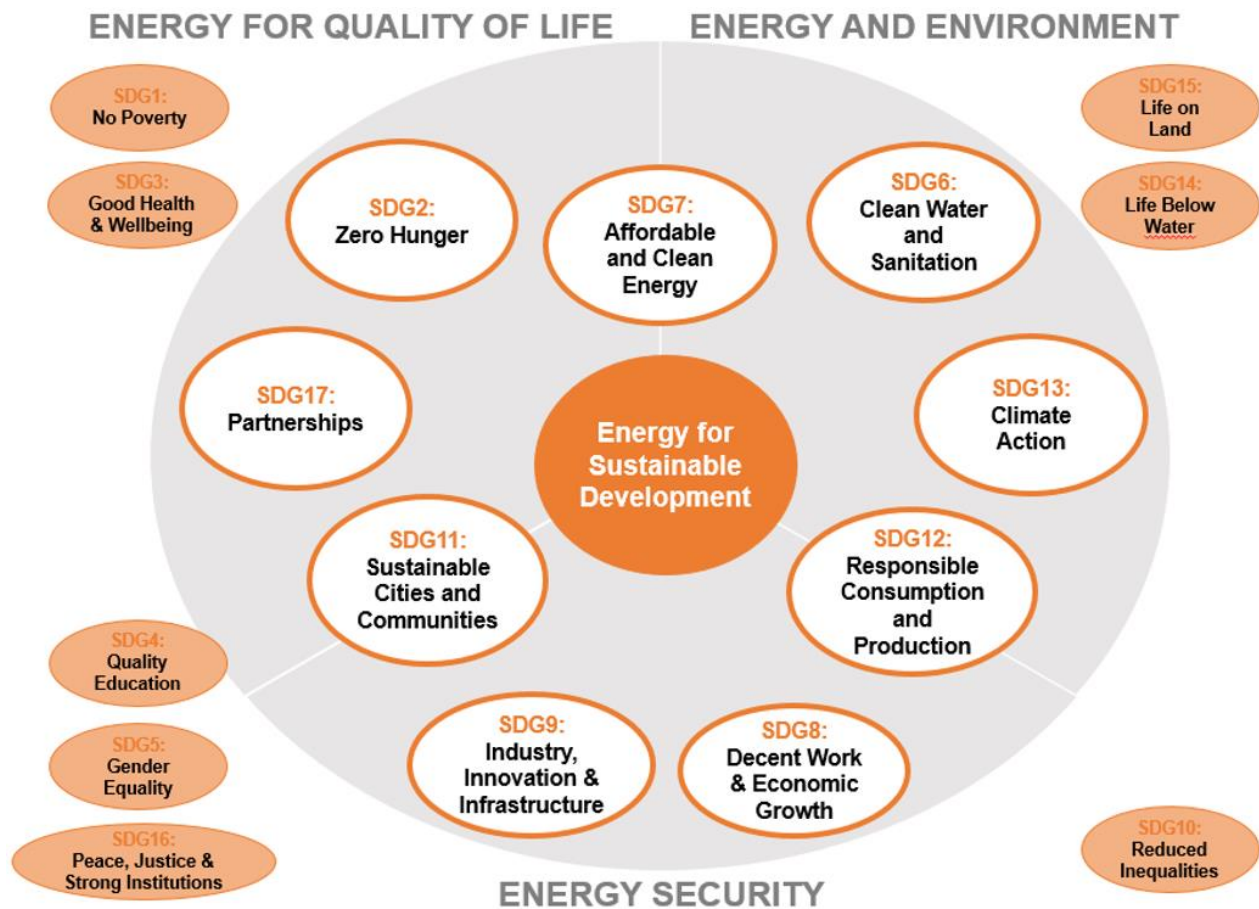 ENERGY FOR QUALITY OF LIFE
ENERGY AND ENVIRONMENT
SDG1:
No Poverty
SDG3:
Good Health
& Wellbeing
SDG15:
Life on
Land
SDG14:
Life Below
Water
SDG2:
Zero Hunger
SDG7:
Affordable
and Clean
Energy
SDG6:
Clean Water
and
Sanitation
SDG17:
Partnerships
SDG13:
Climate
Action
Energy for
Sustainable
Development
SDG11:
Sustainable
Cities and
Communities
SDG12:
Responsible
Consumption
and
Production
SDG4:
Quality
Education
SDG5:
Gender
Equality
SDG16:
Peace, Justice &
Strong Institutions
SDG9:
Industry,
Innovation &
Infrastructure
SDG8:
Decent Work
& Economic
Growth
SDG10:
Reduced
Inequalities
ENERGY SECURITY